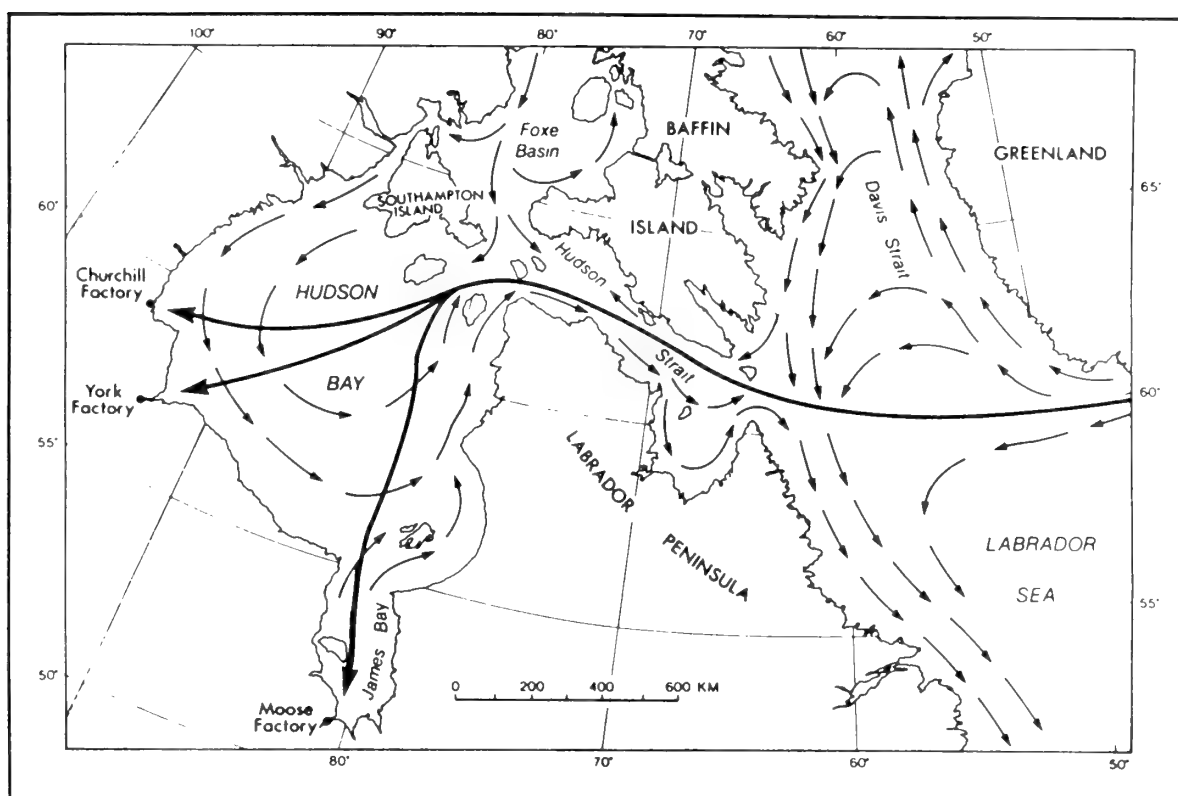 100° 90° 80° 70° 60° 50°
Foxe
Basin
BAFFIN
GREENLAND
65°
60°
SOUTHAMPTON
ISLAND
ISLAND
Davis Strait
Churchill
Factory
HUDSON
Hudson
Strait
BAY
York
Factory
60°
55°
LABRADOR
PENINSULA
LABRADOR
SEA
55°
James Bay
50°
0 200 400 600 KM
Moose
Factory
80° 70° 60° 50°